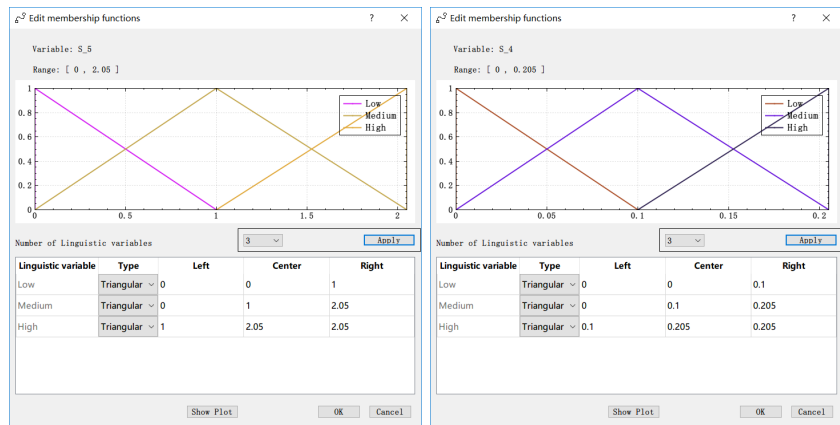 Edit membership functions ? ×
Variable: S_5
Range: [ 0 , 2.05 ]
1
0.8
0.6
0.4
0.2
0
0 0.5 1 1.5 2
Low
Medium
High
Number of Linguistic variables 3 Apply
Linguistic variable Type Left Center Right
Low Triangular 0 0 1
Medium Triangular 0 1 2.05
High Triangular 1 2.05 2.05
Show Plot OK Cancel
Edit membership functions ? ×
Variable: S_4
Range: [ 0 , 0.205 ]
1
0.8
0.6
0.4
0.2
0
0 0.05 0.1 0.15 0.2
Low
Medium
High
Number of Linguistic variables 3 Apply
Linguistic variable Type Left Center Right
Low Triangular 0 0 0.1
Medium Triangular 0 0.1 0.205
High Triangular 0.1 0.205 0.205
Show Plot OK Cancel